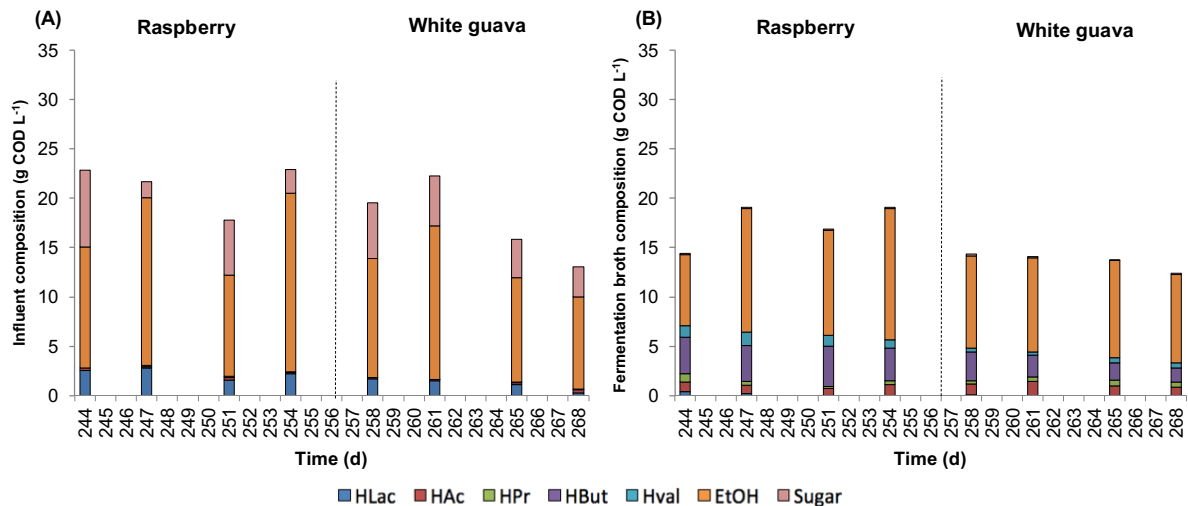 (A)
Raspberry
White guava
Influent composition (g COD L⁻¹)
35
30
25
20
15
10
5
0
244 245 246 247 248 249 250 251 252 253 254 255 256 257 258 259 260 261 262 263 264 265 266 267 268
Time (d)
(B)
Raspberry
White guava
Fermentation broth composition (g COD L⁻¹)
35
30
25
20
15
10
5
0
244 245 246 247 248 249 250 251 252 253 254 255 256 257 258 259 260 261 262 263 264 265 266 267 268
Time (d)
HLac HAc HPr HBut Hval EtOH Sugar